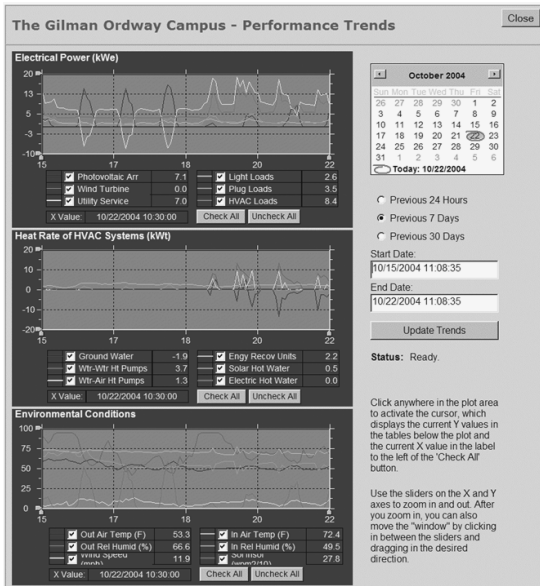 The Gilman Ordway Campus - Performance Trends
Close
Electrical Power (kWe)
20
13
5
-3
-10
15 17 18 20 22
Photovoltaic Arr 7.1 Light Loads 2.6
Wind Turbine 0.0 Plug Loads 3.5
Utility Service 7.0 HVAC Loads 8.4
X Value: 10/22/2004 10:30:00 Check All Uncheck All
Heat Rate of HVAC Systems (kWt)
20
10
0
-10
-20
15 17 18 20 22
Ground Water -1.9 Engy Recov Units 2.2
Wtr-Wtr Ht Pumps 3.7 Solar Hot Water 0.5
Wtr-Air Ht Pumps 1.3 Electric Hot Water 0.0
X Value: 10/22/2004 10:30:00 Check All Uncheck All
Environmental Conditions
100
75
50
25
0
15 17 18 20 22
Out Air Temp (F) 53.3 In Air Temp (F) 72.4
Out Rel Humid (%) 66.6 In Rel Humid (%) 49.5
Wind Speed 11.9 27.8
X Value: 10/22/2004 10:30:00 Check All Uncheck All
October 2004
Sun Mon Tue Wed Thu Fri Sat
26 27 28 29 30 1 2
3 4 5 6 7 8 9
10 11 12 13 14 15 16
17 18 19 20 21 22 23
24 25 26 27 28 29 30
31 1 2 3 4 5 6
Today: 10/22/2004
Previous 24 Hours
Previous 7 Days
Previous 30 Days
Start Date:
10/15/2004 11:08:35
End Date:
10/22/2004 11:08:35
Update Trends
Status: Ready.
Click anywhere in the plot area
to activate the cursor, which
displays the current Y values in
the tables below the plot and
the current X value in the label
to the left of the 'Check All'
button.
Use the sliders on the X and Y
axes to zoom in and out. After
you zoom in, you can also
move the "window" by clicking
in between the sliders and
dragging in the desired
direction.